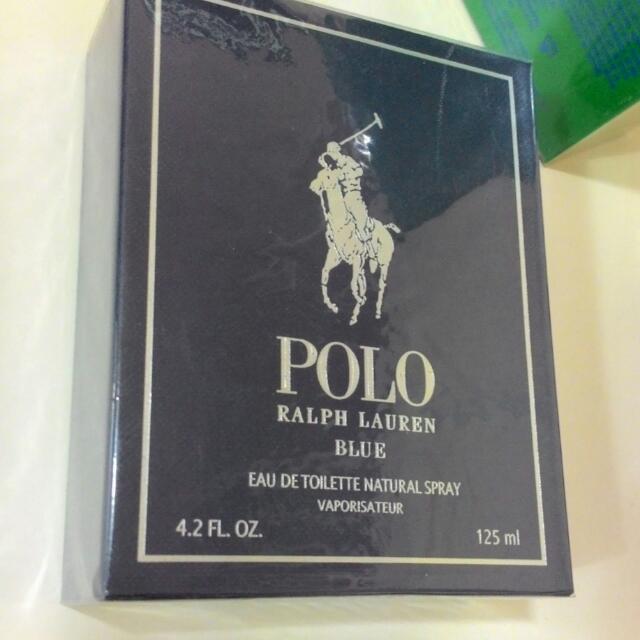 POLO
RALPH LAUREN
BLUE
EAU DE TOILETTE NATURAL SPRAY
VAPORISATEUR
4.2 FL. OZ. 125 ml